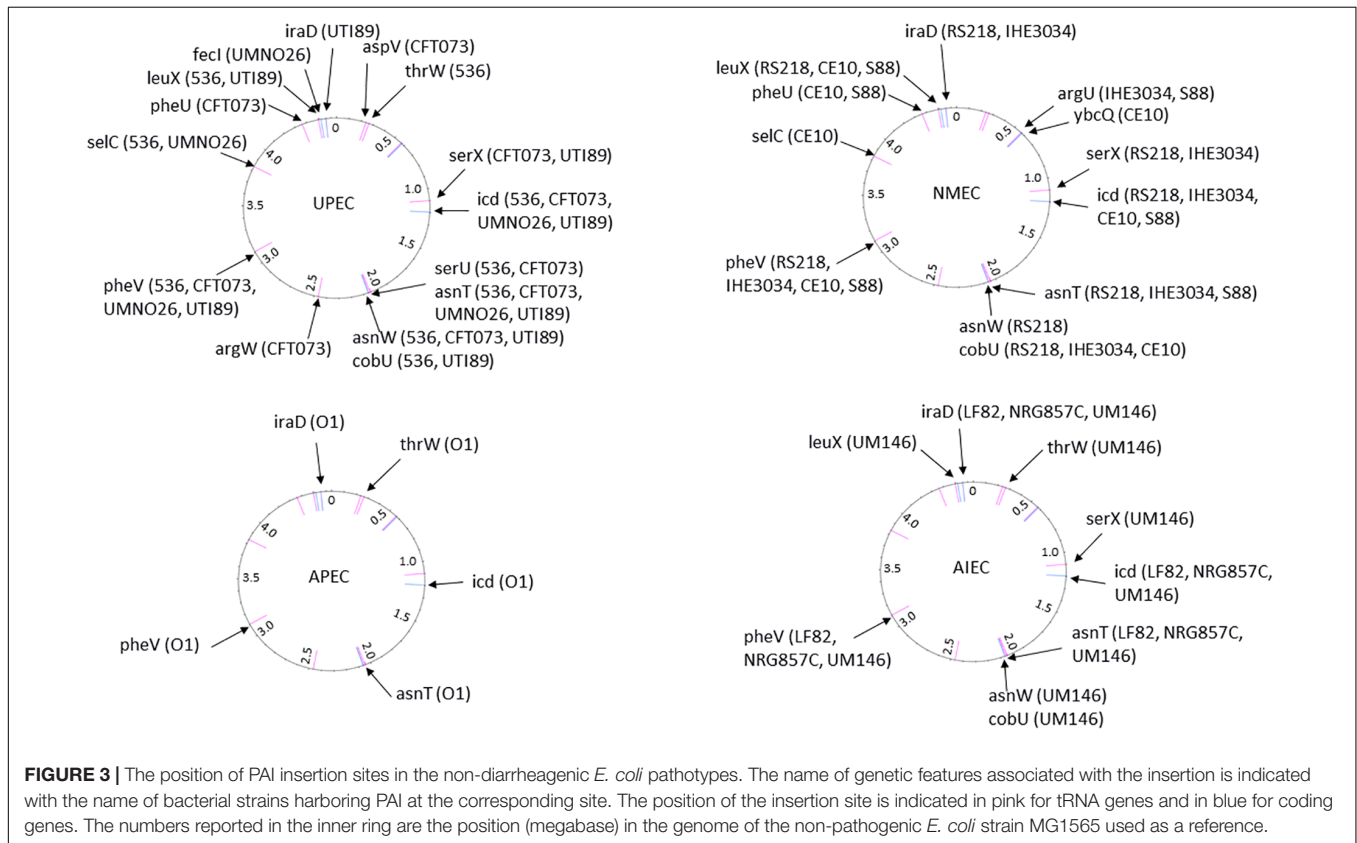 iraD (UTI89)
fecI (UMNO26)
aspV (CFT073)
leuX (536, UTI89)
thrW (536)
pheU (CFT073)
selC (536, UMNO26)
serX (CFT073, UTI89)
icd (536, CFT073,
UMNO26, UTI89)
serU (536, CFT073)
asnT (536, CFT073,
UMNO26, UTI89)
pheV (536, CFT073,
UMNO26, UTI89)
asnW (536, CFT073, UTI89)
cobU (536, UTI89)
argW (CFT073)
0
0.5
1.0
1.5
2.0
2.5
3.0
3.5
4.0
UPEC
iraD (RS218, IHE3034)
leuX (RS218, CE10, S88)
pheU (CE10, S88)
argU (IHE3034, S88)
ybcQ (CE10)
selC (CE10)
serX (RS218, IHE3034)
icd (RS218, IHE3034,
CE10, S88)
pheV (RS218,
IHE3034, CE10, S88)
asnT (RS218, IHE3034, S88)
asnW (RS218)
cobU (RS218, IHE3034, CE10)
0
0.5
1.0
1.5
2.0
2.5
3.0
3.5
4.0
NMEC
iraD (O1)
thrW (O1)
icd (O1)
pheV (O1)
asnT (O1)
0
0.5
1.0
1.5
2.0
2.5
3.0
3.5
4.0
APEC
iraD (LF82, NRG857C, UM146)
leuX (UM146)
thrW (UM146)
serX (UM146)
icd (LF82, NRG857C,
UM146)
asnT (LF82, NRG857C,
UM146)
pheV (LF82,
NRG857C, UM146)
asnW (UM146)
cobU (UM146)
0
0.5
1.0
1.5
2.0
2.5
3.0
3.5
4.0
AIEC
FIGURE 3 | The position of PAI insertion sites in the non-diarrheagenic E. coli pathotypes. The name of genetic features associated with the insertion is indicated
with the name of bacterial strains harboring PAI at the corresponding site. The position of the insertion site is indicated in pink for tRNA genes and in blue for coding
genes. The numbers reported in the inner ring are the position (megabase) in the genome of the non-pathogenic E. coli strain MG1565 used as a reference.